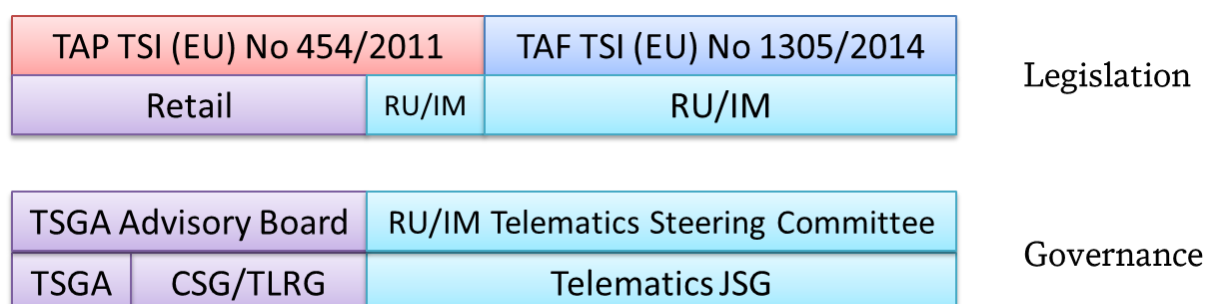 TAP TSI (EU) No 454/2011 TAF TSI (EU) No 1305/2014
Legislation
Retail RU/IM RU/IM
TSGA Advisory Board RU/IM Telematics Steering Committee
Governance
TSGA CSG/TLRG Telematics JSG